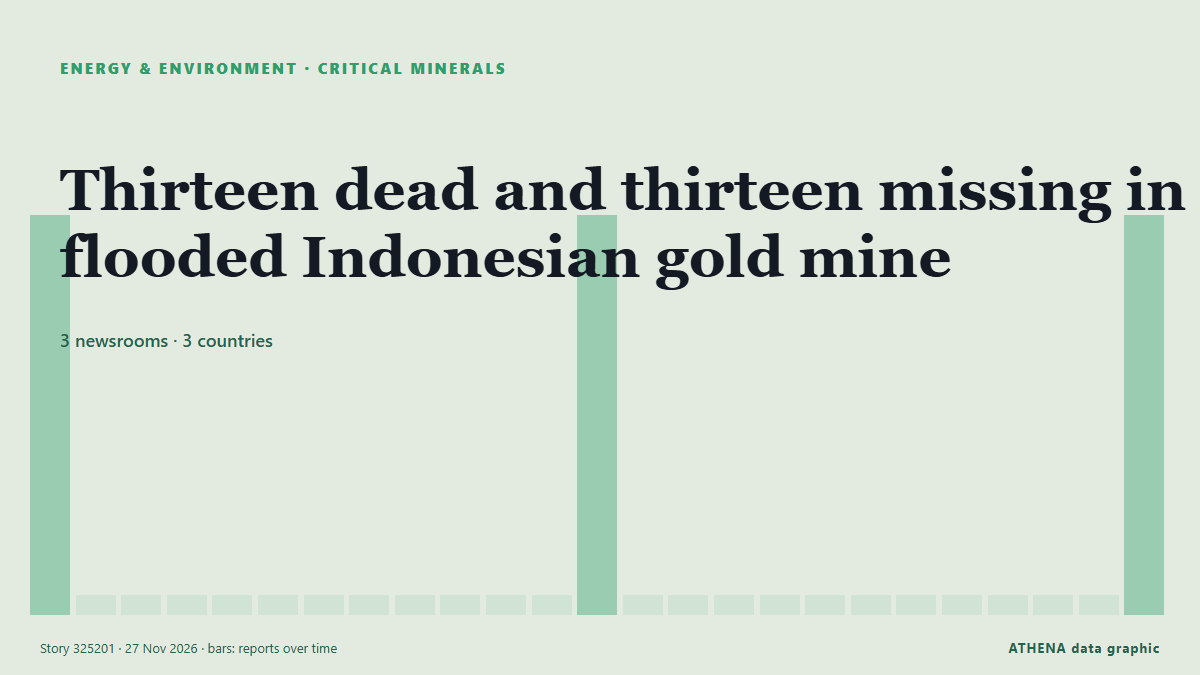 ENERGY & ENVIRONMENT · CRITICAL MINERALS
Thirteen dead and thirteen missing in
flooded Indonesian gold mine
3 newsrooms · 3 countries
Story 325201 · 27 Nov 2026 · bars: reports over time
ATHENA data graphic